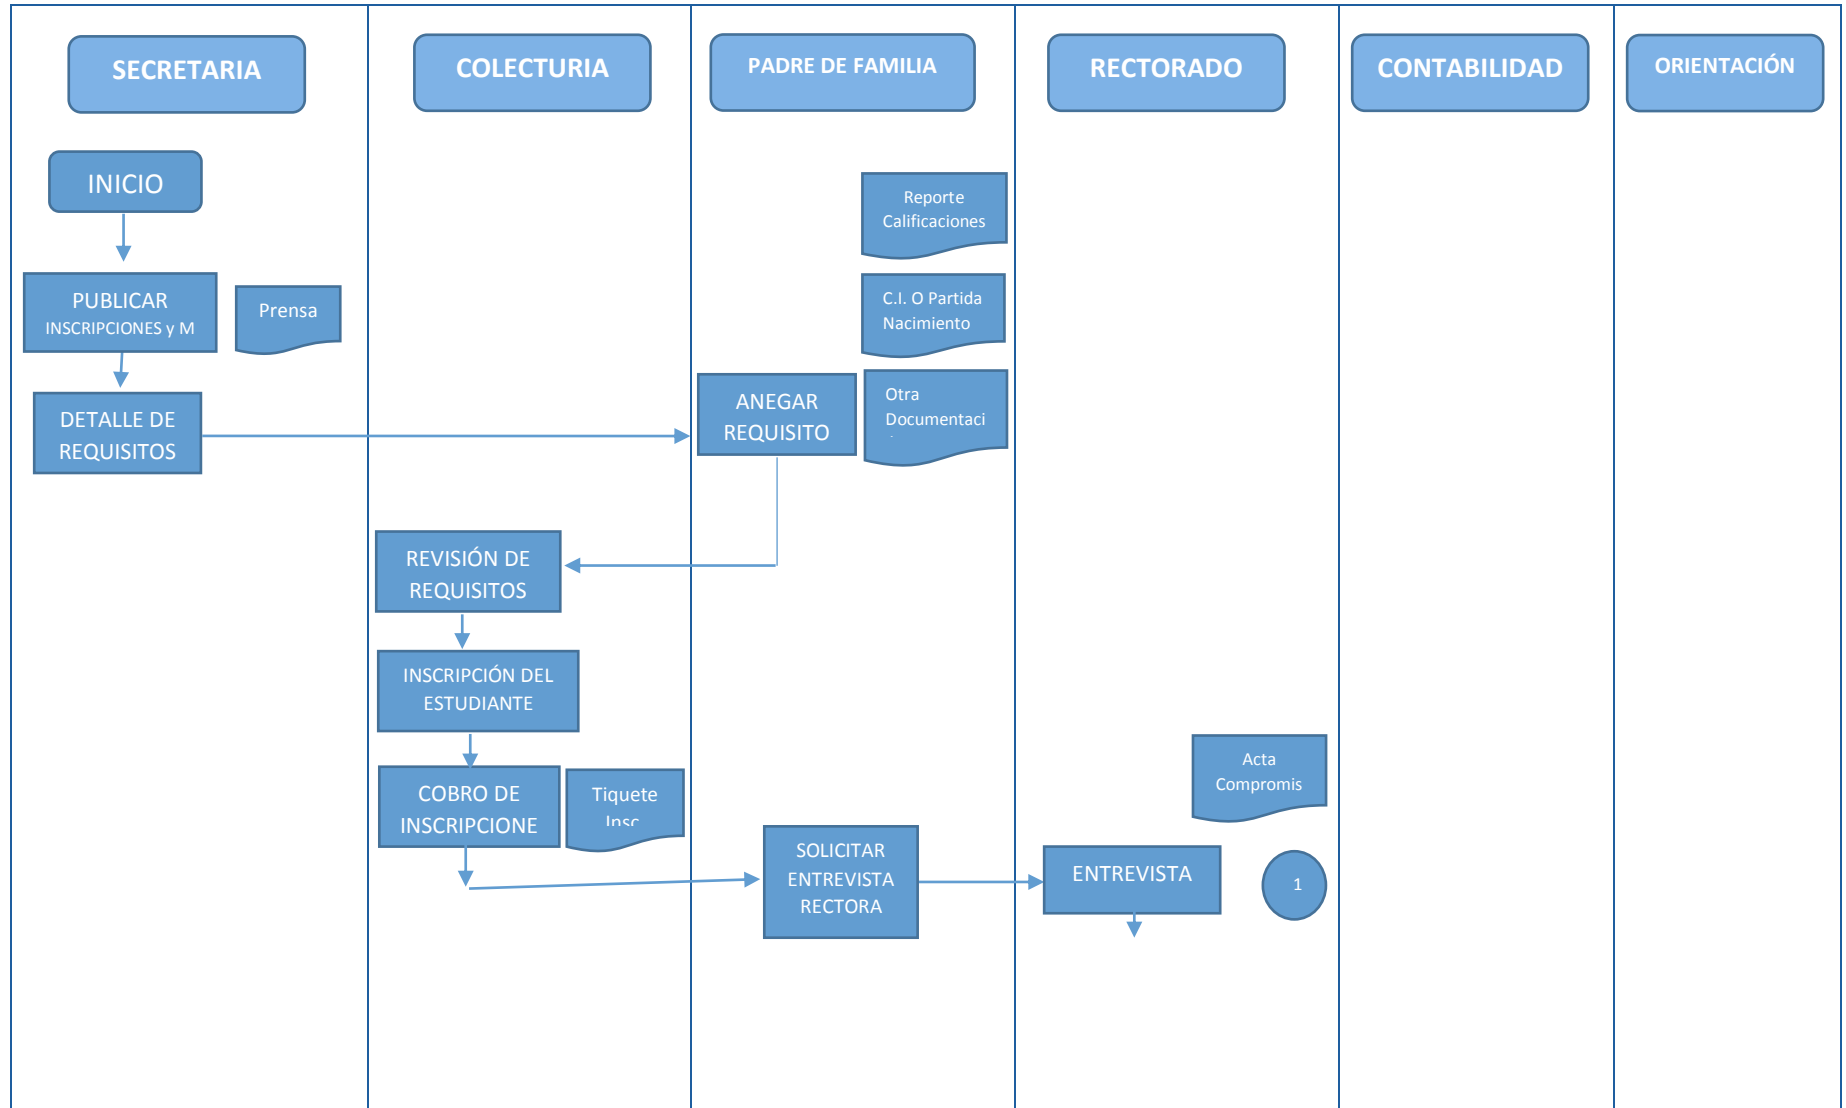 SECRETARIA
COLECTURIA
PADRE DE FAMILIA
RECTORADO
CONTABILIDAD
ORIENTACIÓN
INICIO
Reporte
Calificaciones
PUBLICAR
INSCRIPCIONES y M
Prensa
C.I. O Partida
Nacimiento
DETALLE DE
REQUISITOS
ANEGAR
REQUISITO
Otra
Documentaci
REVISIÓN DE
REQUISITOS
INSCRIPCIÓN DEL
ESTUDIANTE
COBRO DE
INSCRIPCIONE
Tiquete
Insc
Acta
Compromis
SOLICITAR
ENTREVISTA
RECTORA
ENTREVISTA
1